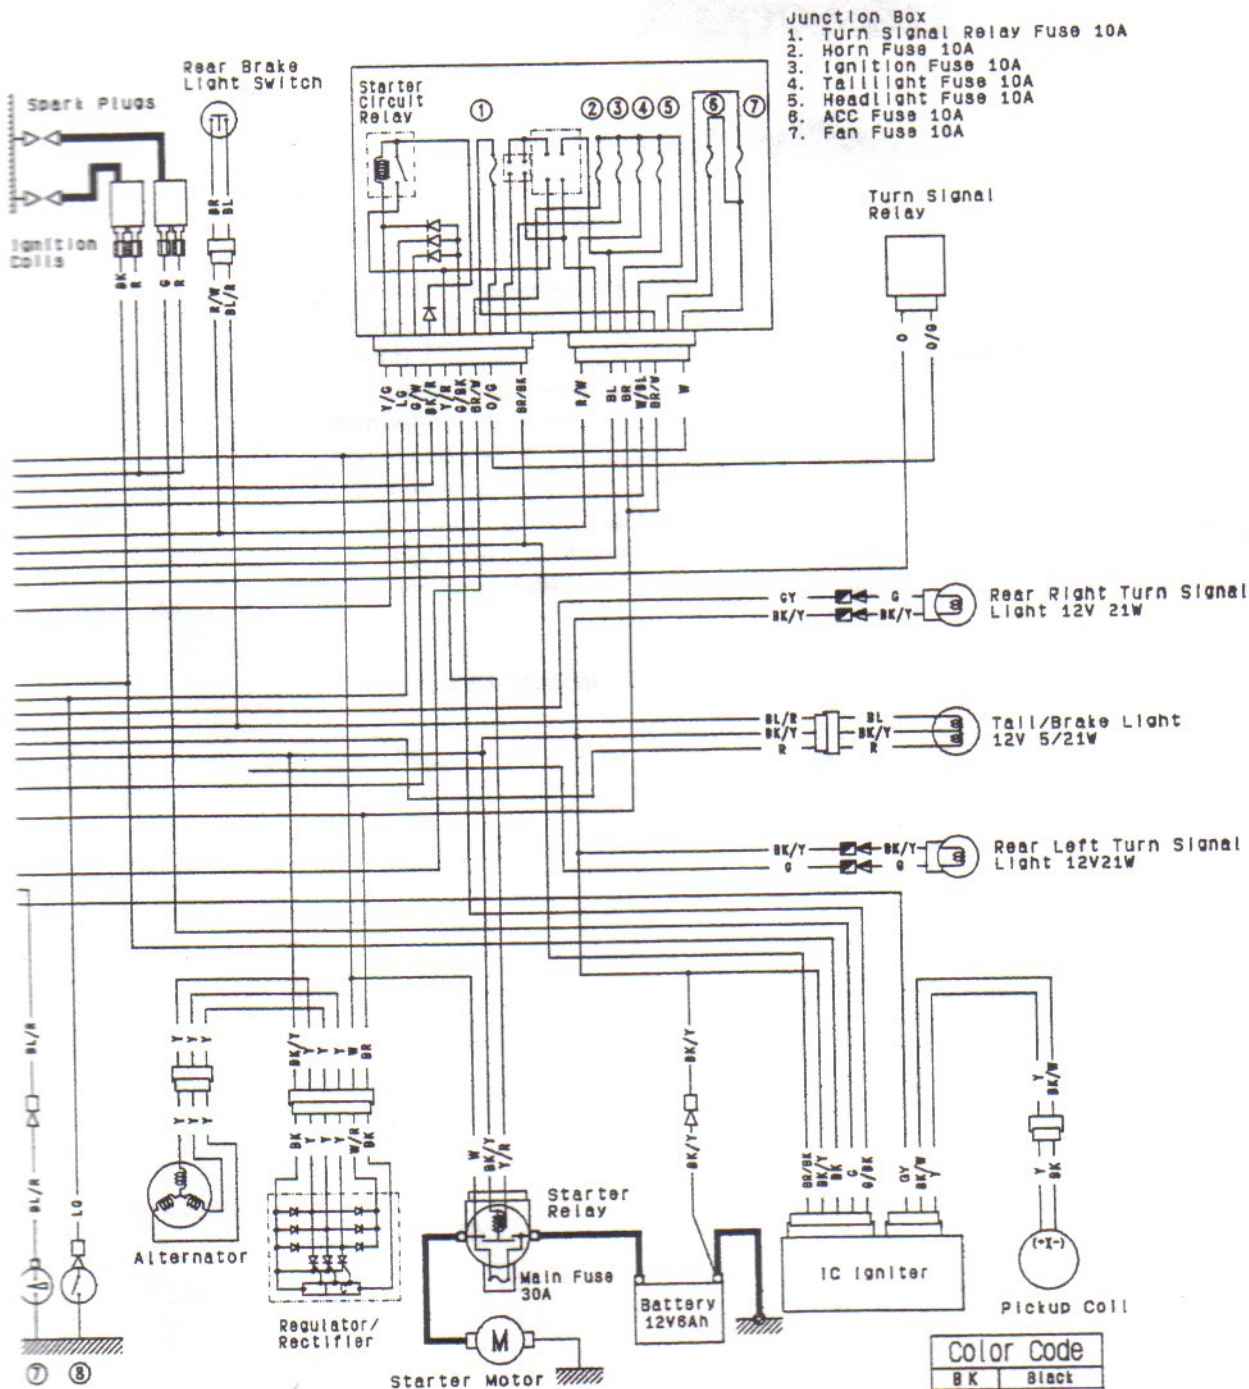 Junction Box
1. Turn Signal Relay Fuse 10A
2. Horn Fuse 10A
3. Ignition Fuse 10A
4. Taillight Fuse 10A
5. Headlight Fuse 10A
6. ACC Fuse 10A
7. Fan Fuse 10A
Rear Brake
Light Switch
Spark Plugs
Starter
Circuit
Relay
① ② ③ ④ ⑤ ⑥ ⑦
Turn Signal
Relay
Ignition
Coils
BR BL
BK R G R
R/W BL/R
O O/G
Y/G LG G/W BK/R Y/R G/BK BR/W O/G BR/BK
R/W BL BR W/BL BR/W W
GY G
BK/Y BK/Y
Rear Right Turn Signal
Light 12V 21W
BL/R BL
BK/Y BK/Y
R R
Tail/Brake Light
12V 5/21W
BK/Y BK/Y
G G
Rear Left Turn Signal
Light 12V21W
BL/R
Y Y Y
BK/Y Y Y Y W BR
BK/Y
Y BK/W
Y Y Y
BK Y Y Y W/R BK
W BK/Y Y/R
BK/Y
BR/BK BK/Y BK G G/BK GY BK/W Y
Y BK
BL/R LG
Alternator
Starter
Relay
Main Fuse
30A
Battery
12V6Ah
IC Igniter
(+X-)
Pickup Coil
Regulator/
Rectifier
M
Starter Motor
⑦ ⑧
Color Code
BK Black